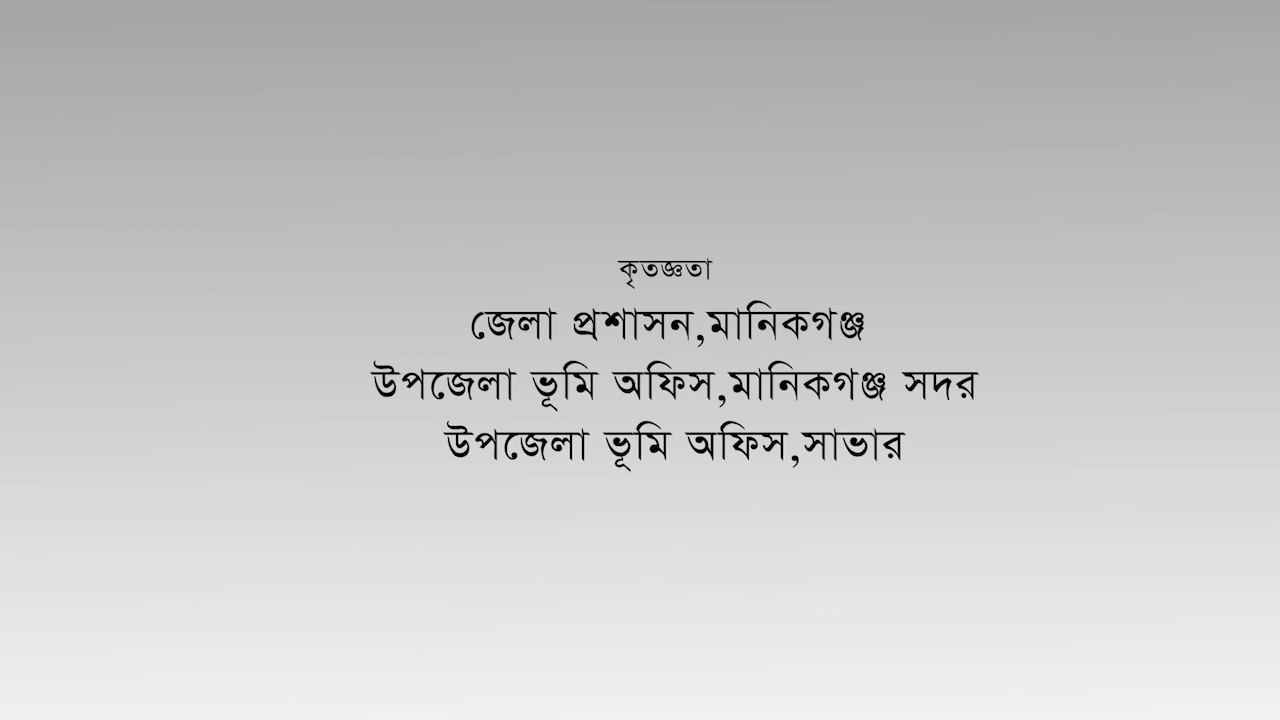 কৃতজ্ঞতা
জেলা প্রশাসন,মানিকগঞ্জ
উপজেলা ভূমি অফিস,মানিকগঞ্জ সদর
উপজেলা ভূমি অফিস,সাভার